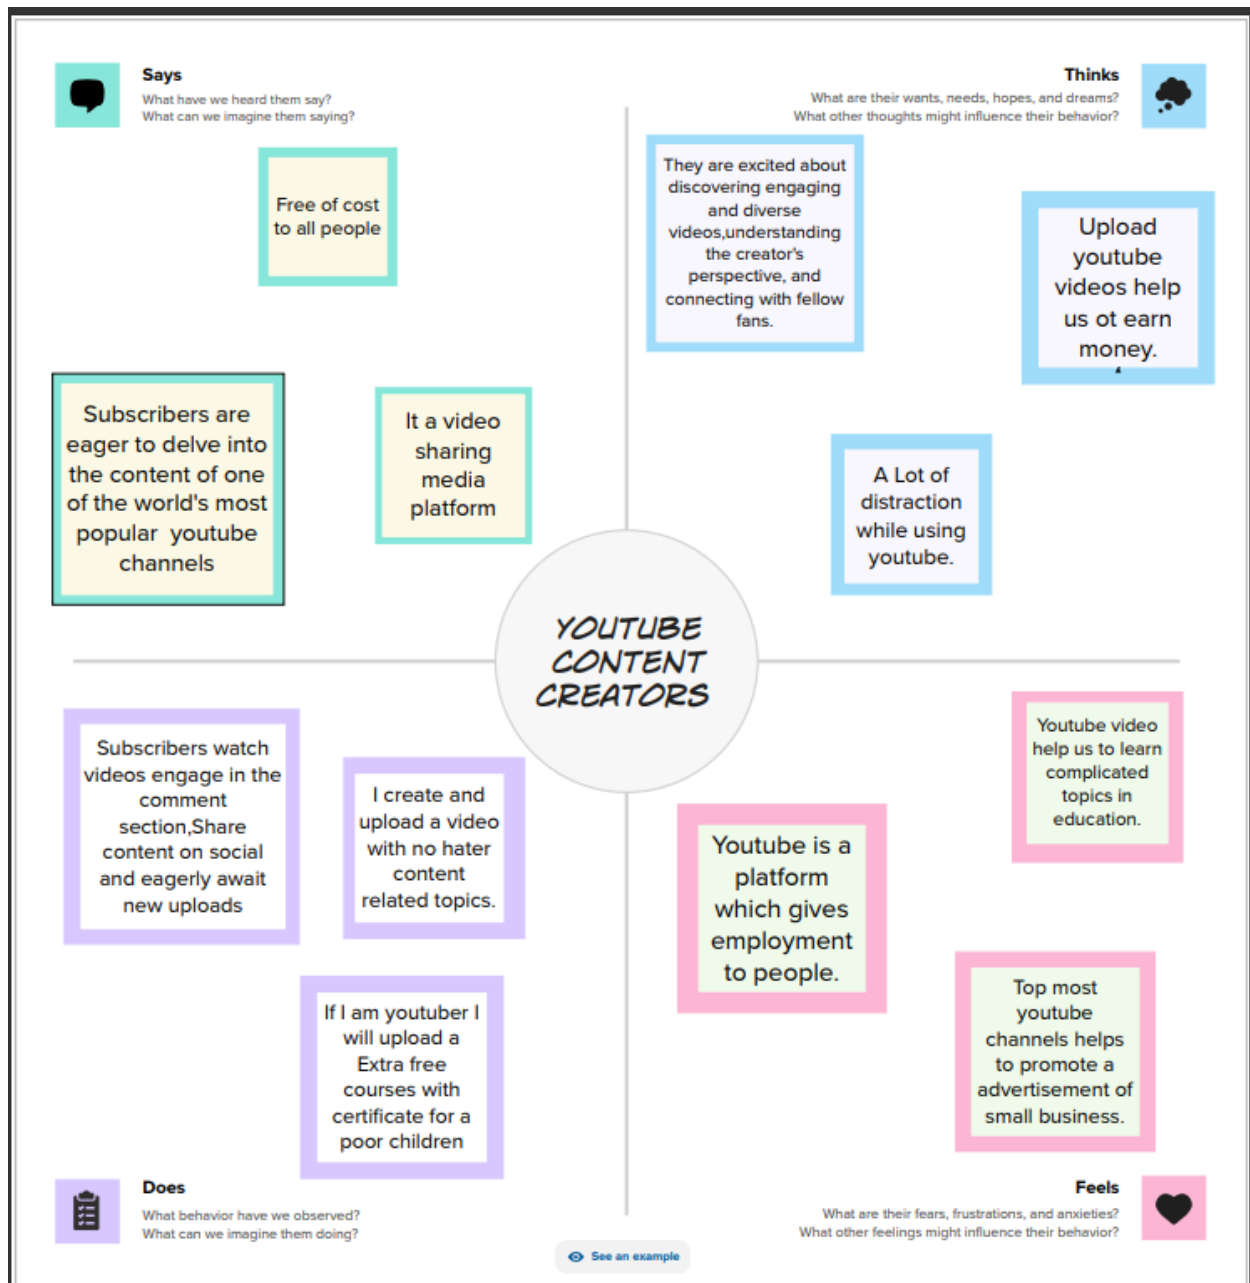 Says
What have we heard them say?
What can we imagine them saying?
Free of cost
to all people
Subscribers are
eager to delve into
the content of one
of the world's most
popular  youtube
channels
It a video
sharing
media
platform
Thinks
What are their wants, needs, hopes, and dreams?
What other thoughts might influence their behavior?
They are excited about
discovering engaging
and diverse
videos,understanding
the creator's
perspective, and
connecting with fellow
fans.
Upload
youtube
videos help
us ot earn
money.
A Lot of
distraction
while using
youtube.
YOUTUBE
CONTENT
CREATORS
Subscribers watch
videos engage in the
comment
section,Share
content on social
and eagerly await
new uploads
I create and
upload a video
with no hater
content
related topics.
If I am youtuber I
will upload a
Extra free
courses with
certificate for a
poor children
Does
What behavior have we observed?
What can we imagine them doing?
Youtube video
help us to learn
complicated
topics in
education.
Youtube is a
platform
which gives
employment
to people.
Top most
youtube
channels helps
to promote a
advertisement of
small business.
Feels
What are their fears, frustrations, and anxieties?
What other feelings might influence their behavior?
See an example